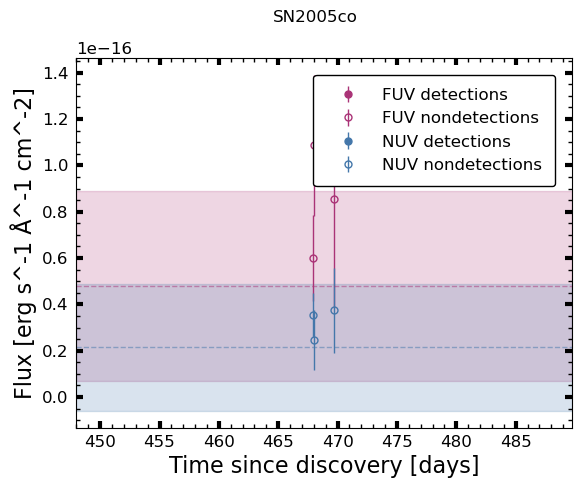 SN2005co
1e−16
Flux [erg s^-1 Å^-1 cm^-2]
1.4
1.2
1.0
0.8
0.6
0.4
0.2
0.0
FUV detections
FUV nondetections
NUV detections
NUV nondetections
450 455 460 465 470 475 480 485
Time since discovery [days]